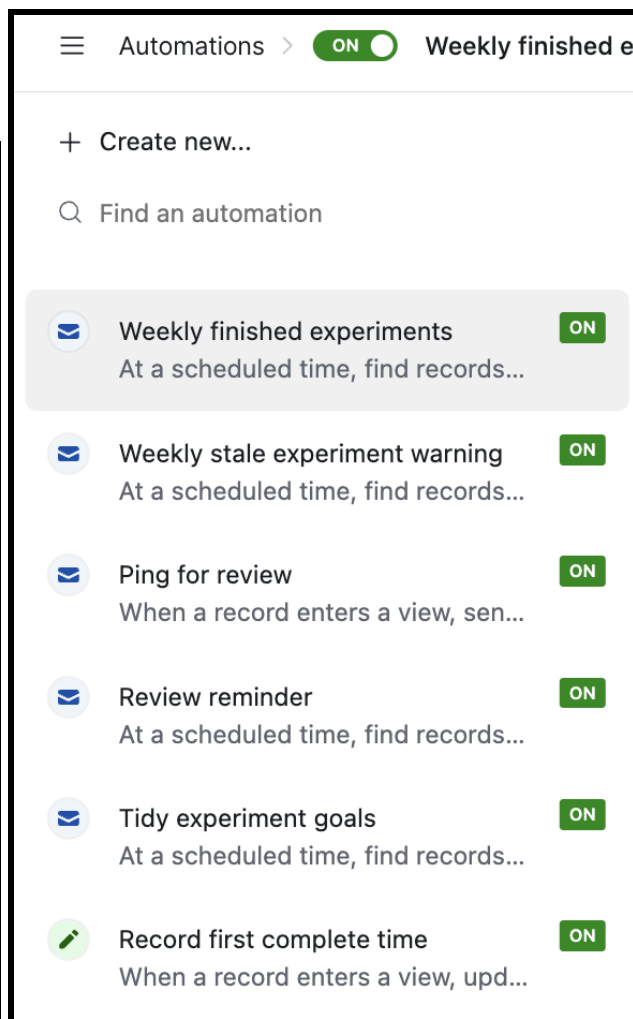 Automations > ON Weekly finished e
+ Create new...
Find an automation
Weekly finished experiments ON
At a scheduled time, find records...
Weekly stale experiment warning ON
At a scheduled time, find records...
Ping for review ON
When a record enters a view, sen...
Review reminder ON
At a scheduled time, find records...
Tidy experiment goals ON
At a scheduled time, find records...
Record first complete time ON
When a record enters a view, upd...